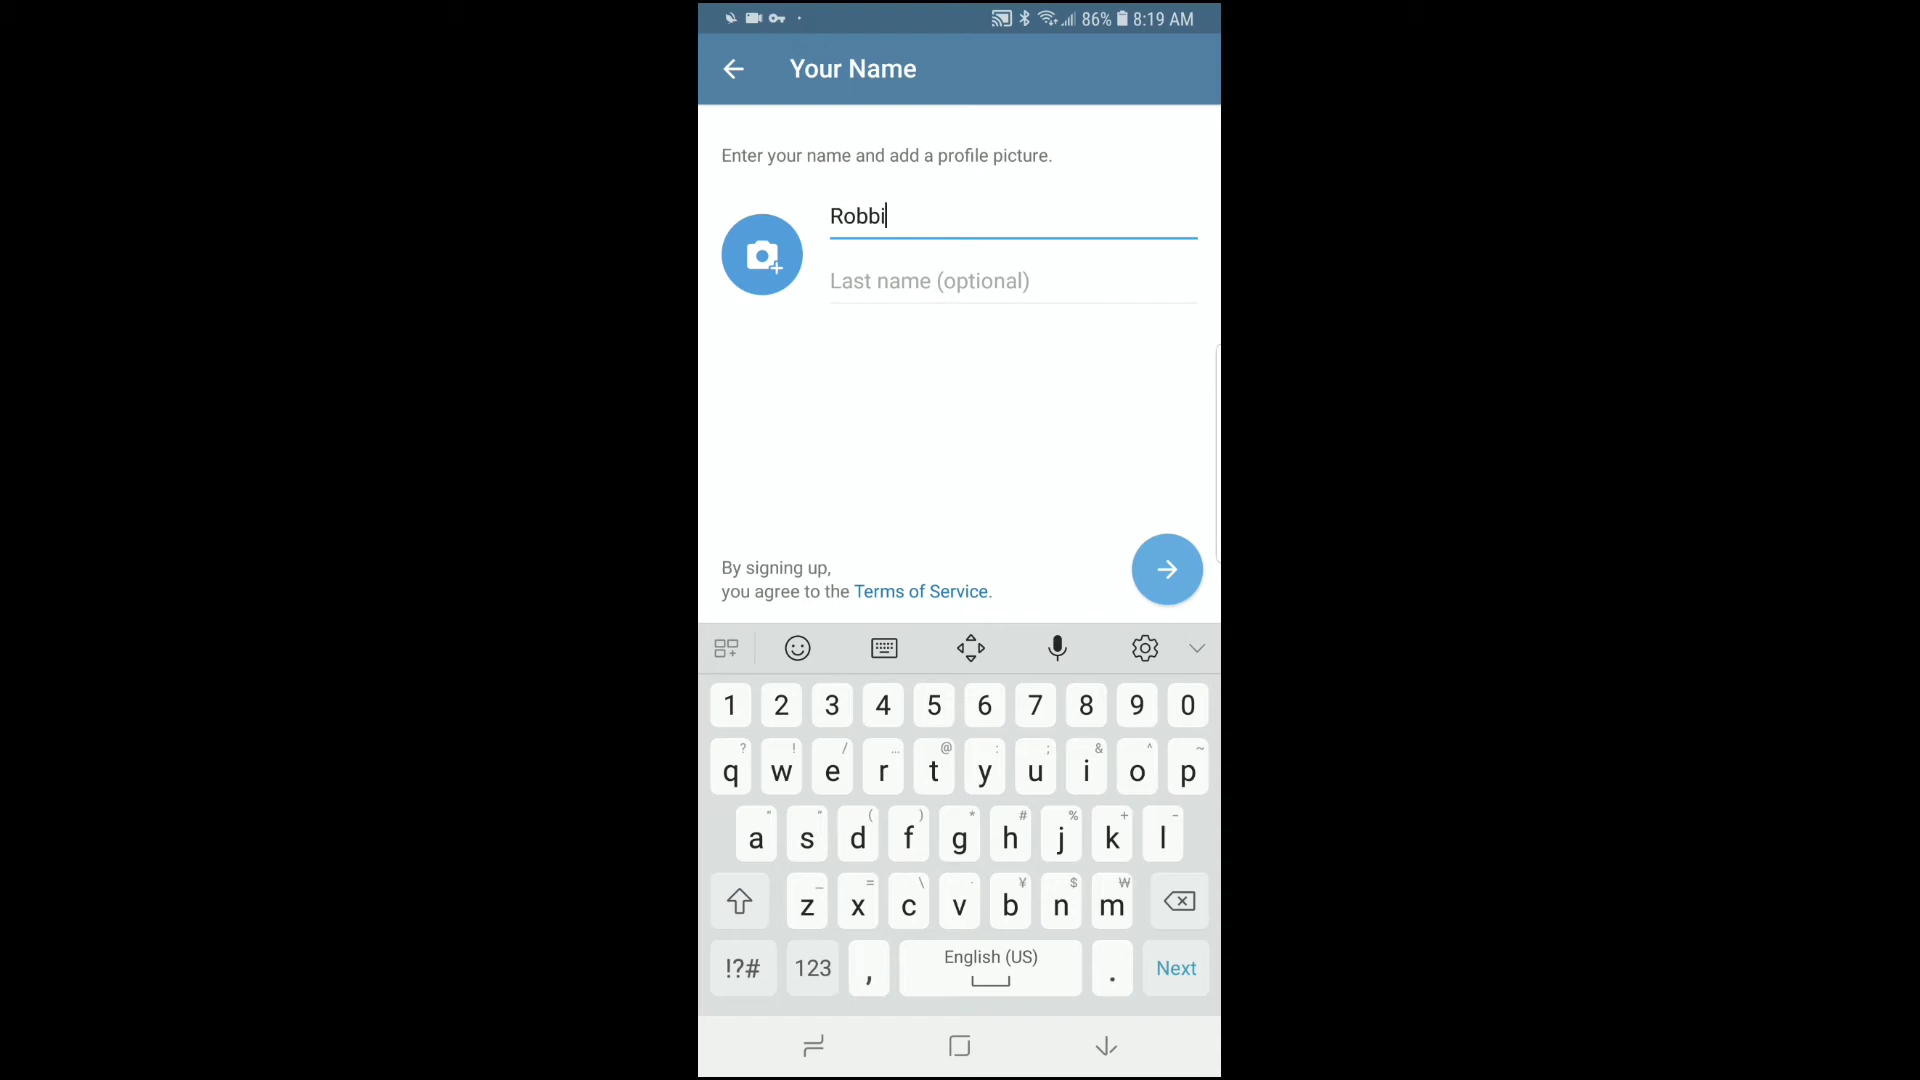 86% 8:19 AM
Your Name
Enter your name and add a profile picture.
Robbi
Last name (optional)
By signing up,
you agree to the Terms of Service.
1 2 3 4 5 6 7 8 9 0
? ! / ... @ : ; & ^ ~
q w e r t y u i o p
" " ( ) * # % + -
a s d f g h j k l
_ = \ · ¥ $ ₩
z x c v b n m
!?# 123 , English (US) . Next